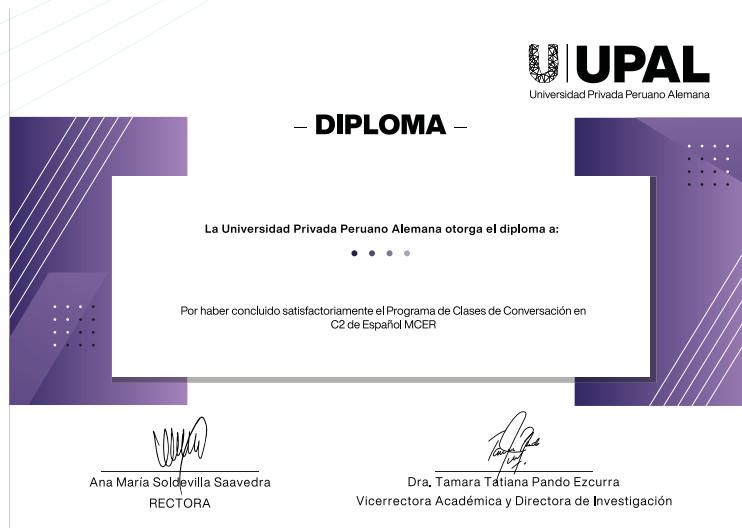 UPAL
Universidad Privada Peruano Alemana
– DIPLOMA –
La Universidad Privada Peruano Alemana otorga el diploma a:
Por haber concluido satisfactoriamente el Programa de Clases de Conversación en
C2 de Español MCER
Ana María Soldevilla Saavedra
RECTORA
Dra. Tamara Tatiana Pando Ezcurra
Vicerrectora Académica y Directora de Investigación